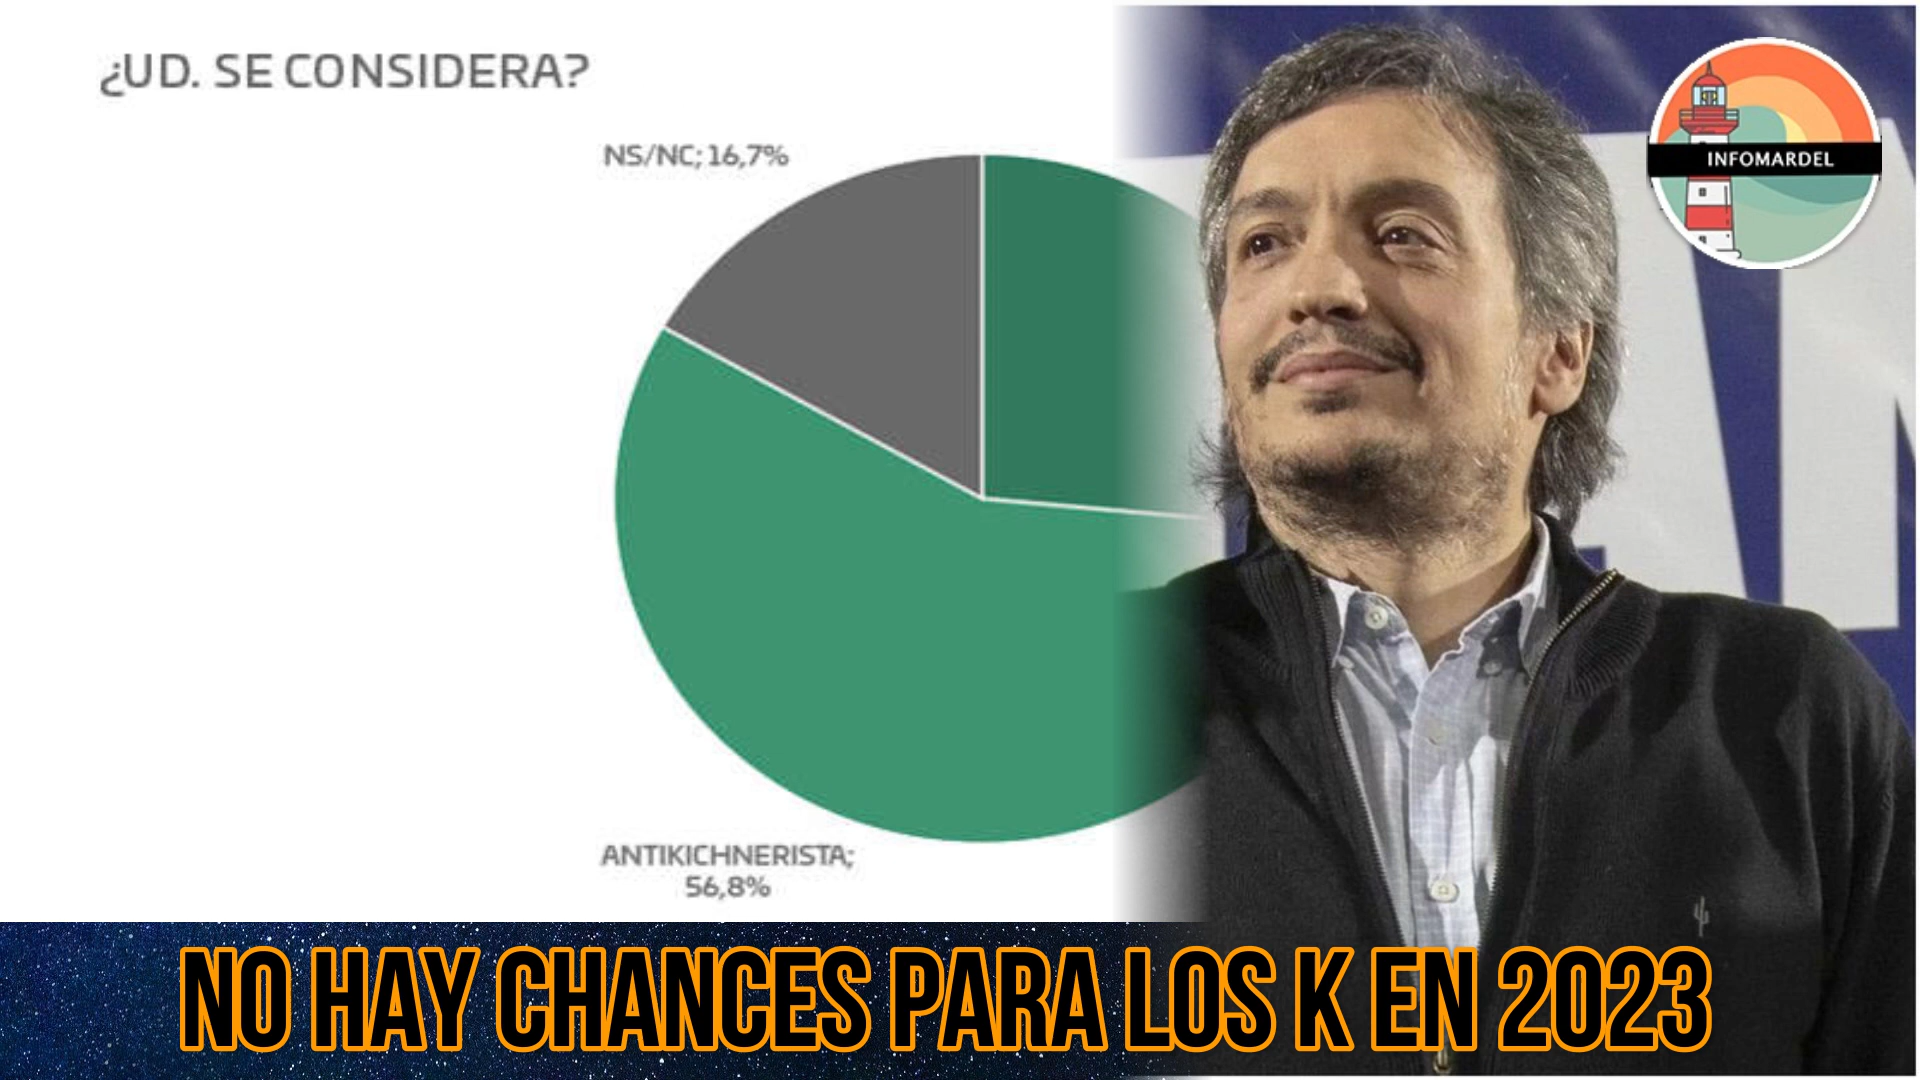 ¿UD. SE CONSIDERA?
NS/NC; 16,7%
INFOMARDEL
ANTIKICHNERISTA;
56,8%
NO HAY CHANCES PARA LOS K EN 2023